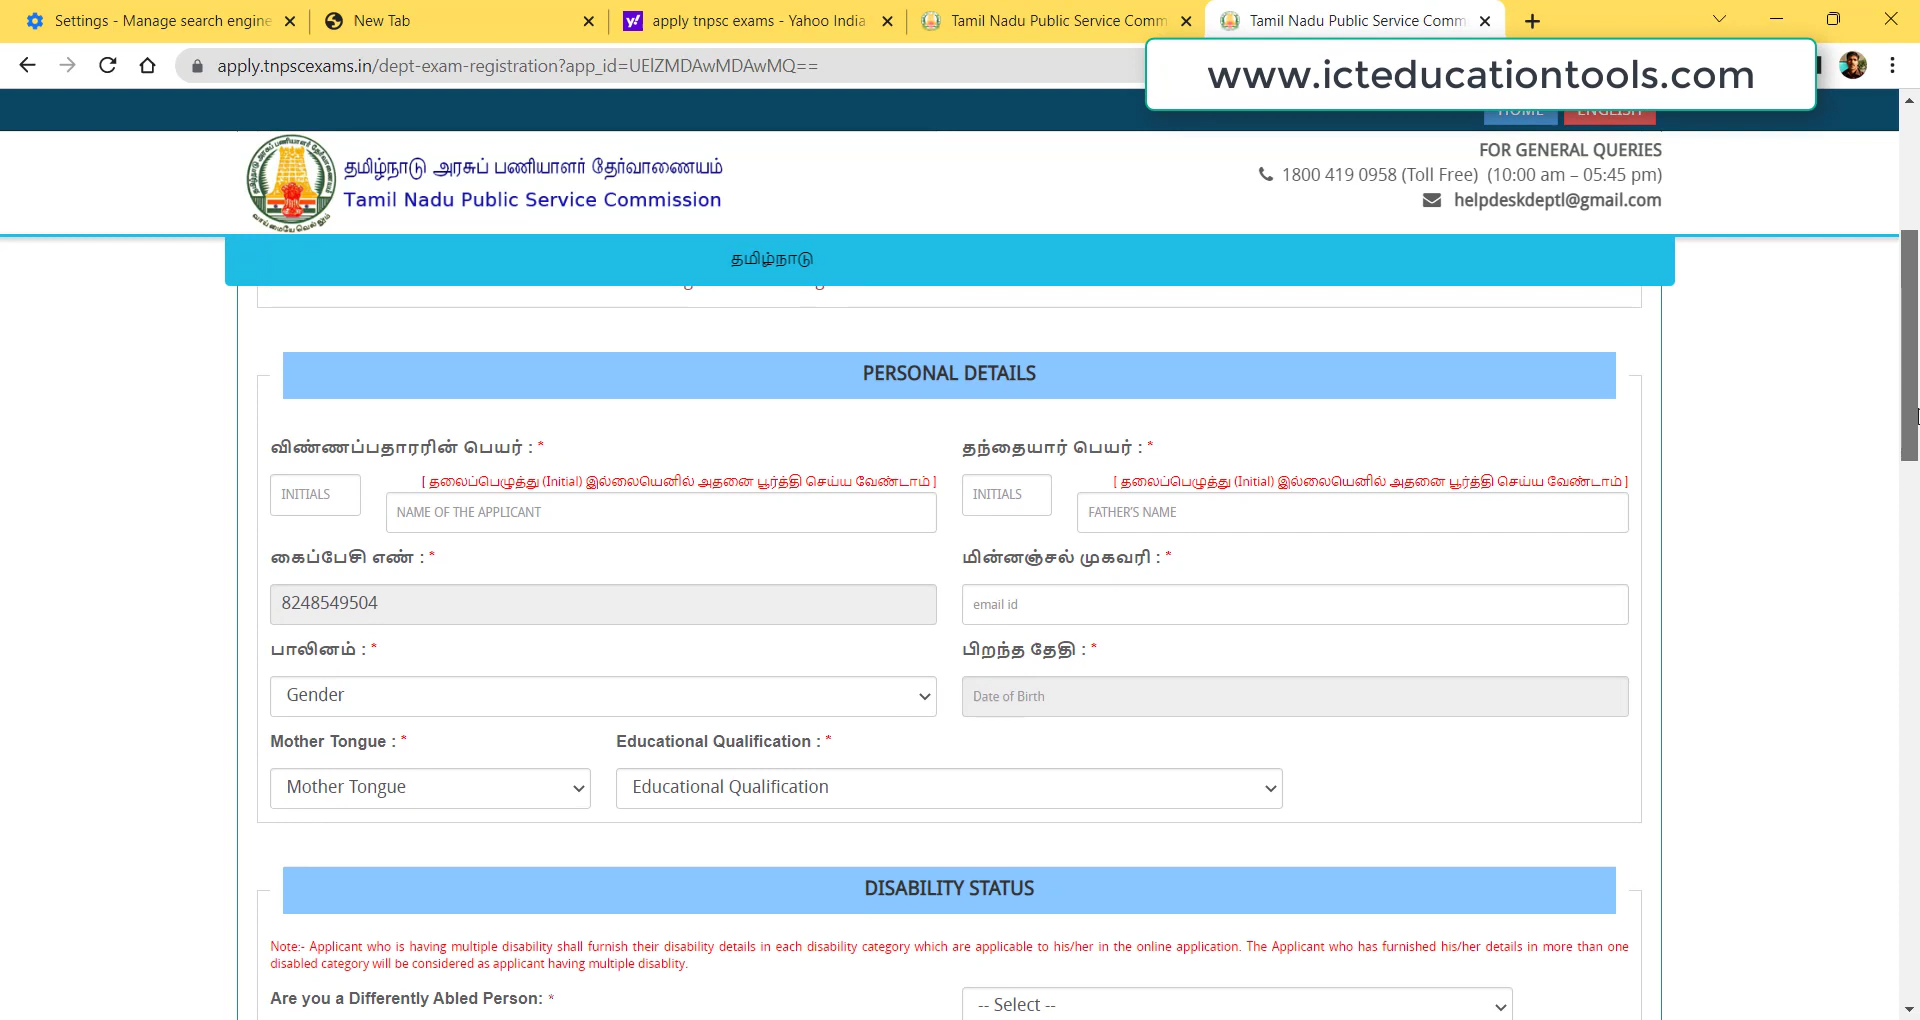 Settings - Manage search engine
New Tab
apply tnpsc exams - Yahoo India
Tamil Nadu Public Service Comm
Tamil Nadu Public Service Comm
apply.tnpscexams.in/dept-exam-registration?app_id=UElZMDAwMDAwMQ==
www.icteducationtools.com
HOME
ENGLISH
தமிழ்நாடு அரசுப் பணியாளர் தேர்வாணையம்
Tamil Nadu Public Service Commission
FOR GENERAL QUERIES
1800 419 0958 (Toll Free) (10:00 am – 05:45 pm)
helpdeskdeptl@gmail.com
தமிழ்நாடு
PERSONAL DETAILS
விண்ணப்பதாரரின் பெயர் : *
தந்தையார் பெயர் : *
[ தலைப்பெழுத்து (Initial) இல்லையெனில் அதனை பூர்த்தி செய்ய வேண்டாம் ]
[ தலைப்பெழுத்து (Initial) இல்லையெனில் அதனை பூர்த்தி செய்ய வேண்டாம் ]
INITIALS
NAME OF THE APPLICANT
INITIALS
FATHER'S NAME
கைப்பேசி எண் : *
மின்னஞ்சல் முகவரி : *
8248549504
email id
பாலினம் : *
பிறந்த தேதி : *
Gender
Date of Birth
Mother Tongue : *
Educational Qualification : *
Mother Tongue
Educational Qualification
DISABILITY STATUS
Note:- Applicant who is having multiple disability shall furnish their disability details in each disability category which are applicable to his/her in the online application. The Applicant who has furnished his/her details in more than one
disabled category will be considered as applicant having multiple disablity.
Are you a Differently Abled Person: *
-- Select --